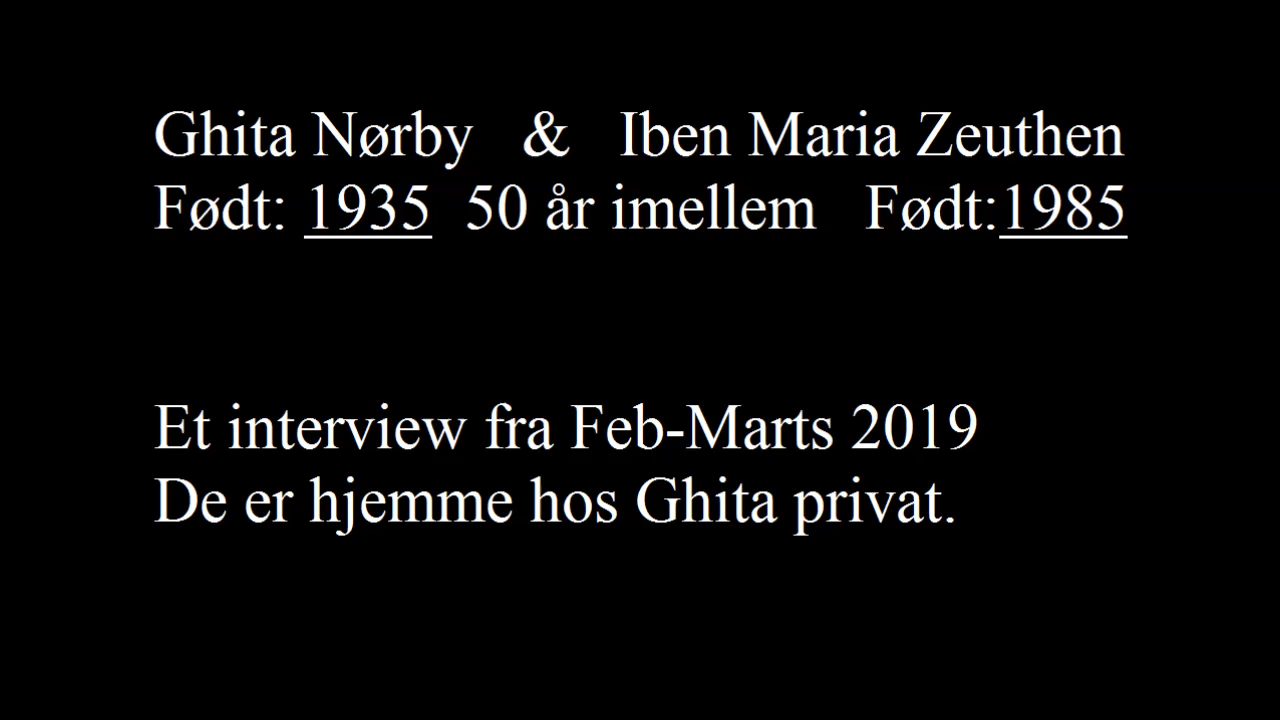 Ghita Nørby & Iben Maria Zeuthen
Født: 1935 50 år imellem Født:1985
Et interview fra Feb-Marts 2019
De er hjemme hos Ghita privat.